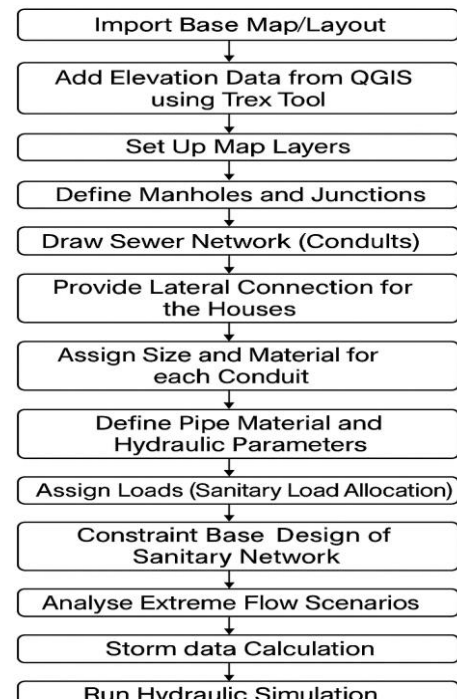 Import Base Map/Layout
Add Elevation Data from QGIS
using Trex Tool
Set Up Map Layers
Define Manholes and Junctions
Draw Sewer Network (Condults)
Provide Lateral Connection for
the Houses
Assign Size and Material for
each Conduit
Define Pipe Material and
Hydraulic Parameters
Assign Loads (Sanitary Load Allocation)
Constraint Base Design of
Sanitary Network
Analyse Extreme Flow Scenarios
Storm data Calculation
Run Hydraulic Simulation